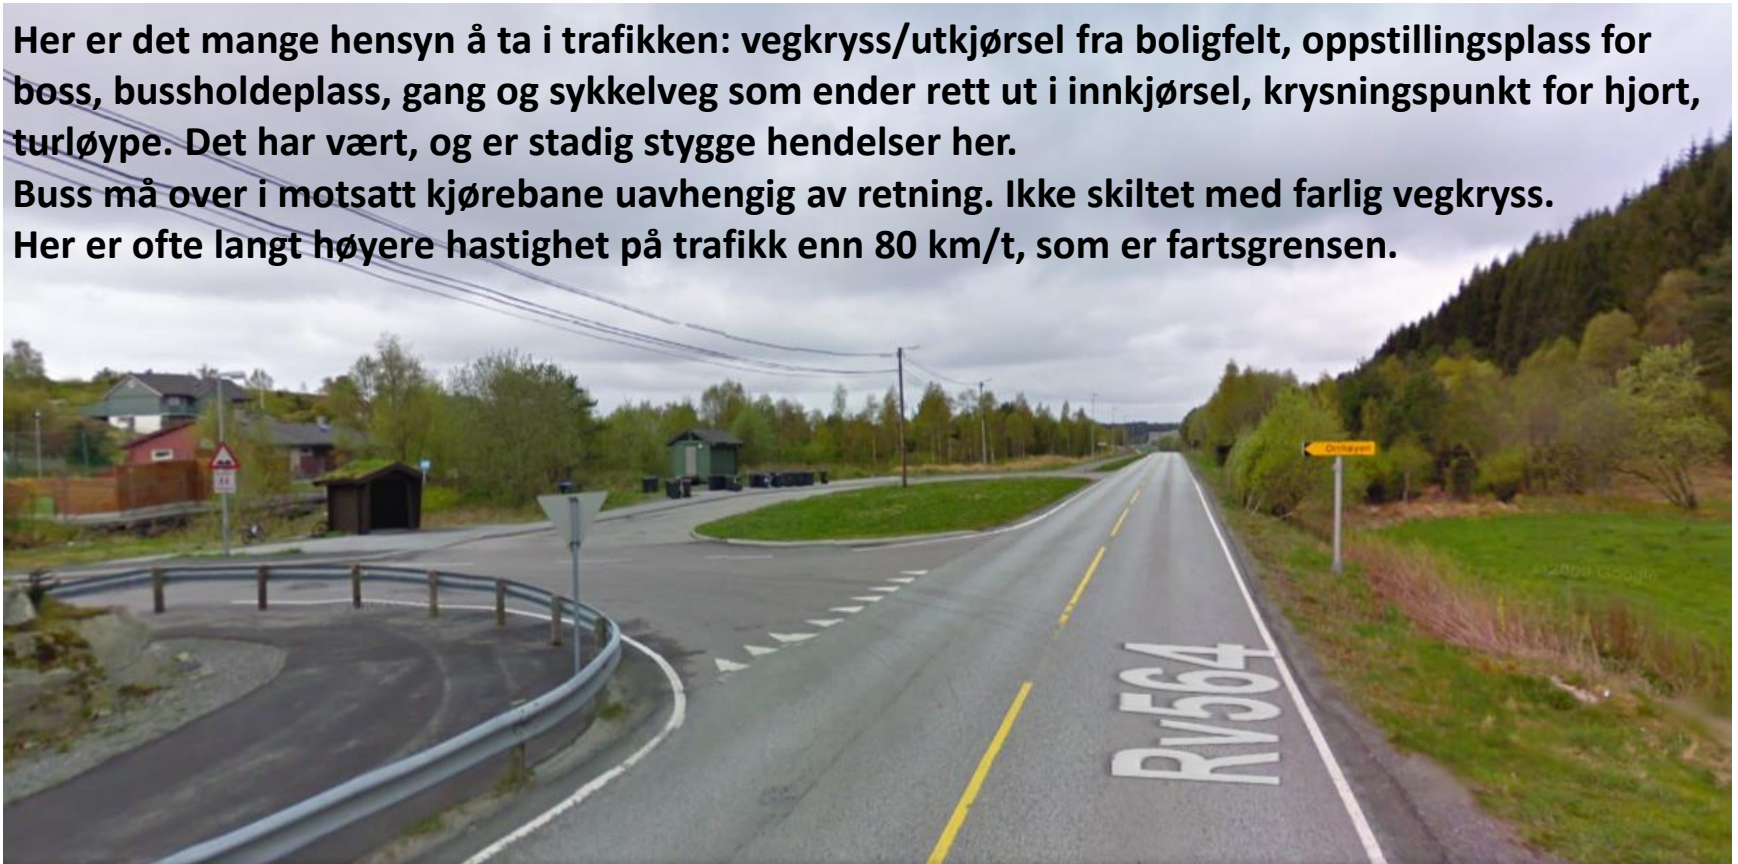 Her er det mange hensyn å ta i trafikken: vegkryss/utkjørsel fra boligfelt, oppstillingsplass for
boss, bussholdeplass, gang og sykkelveg som ender rett ut i innkjørsel, krysningspunkt for hjort,
turløype. Det har vært, og er stadig stygge hendelser her.
Buss må over i motsatt kjørebane uavhengig av retning. Ikke skiltet med farlig vegkryss.
Her er ofte langt høyere hastighet på trafikk enn 80 km/t, som er fartsgrensen.
Rv564